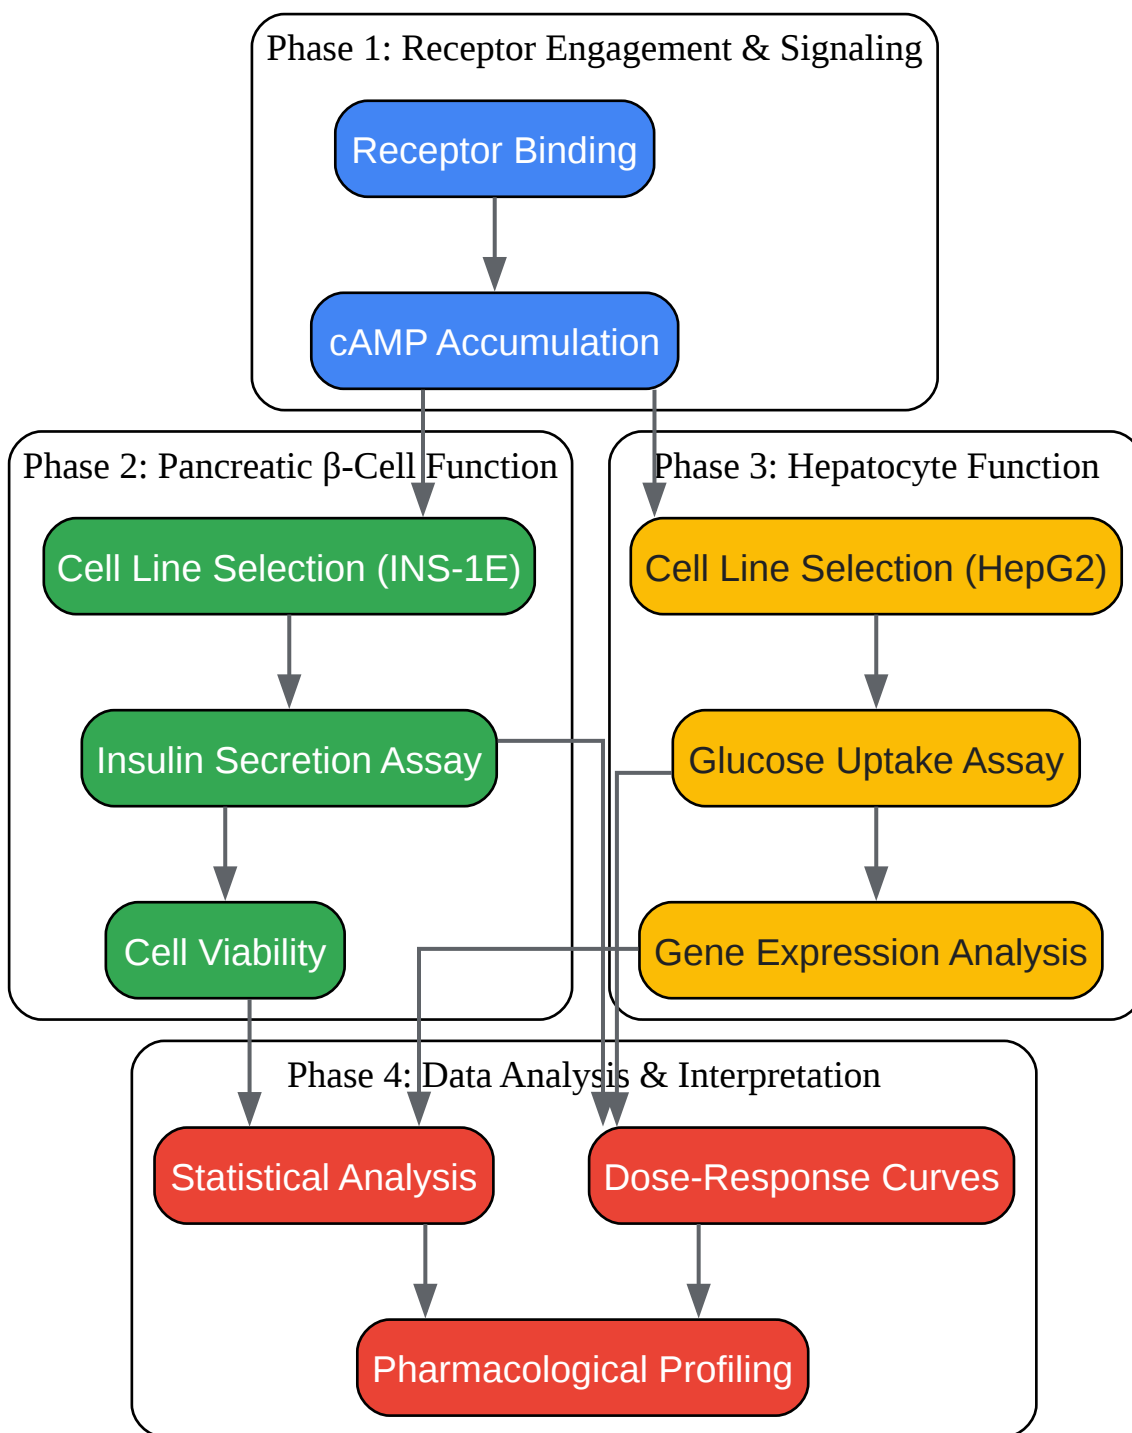 Phase 1: Receptor Engagement & Signaling
Receptor Binding
cAMP Accumulation
Phase 2: Pancreatic β-Cell Function
Cell Line Selection (INS-1E)
Insulin Secretion Assay
Cell Viability
Phase 3: Hepatocyte Function
Cell Line Selection (HepG2)
Glucose Uptake Assay
Gene Expression Analysis
Phase 4: Data Analysis & Interpretation
Statistical Analysis
Dose-Response Curves
Pharmacological Profiling